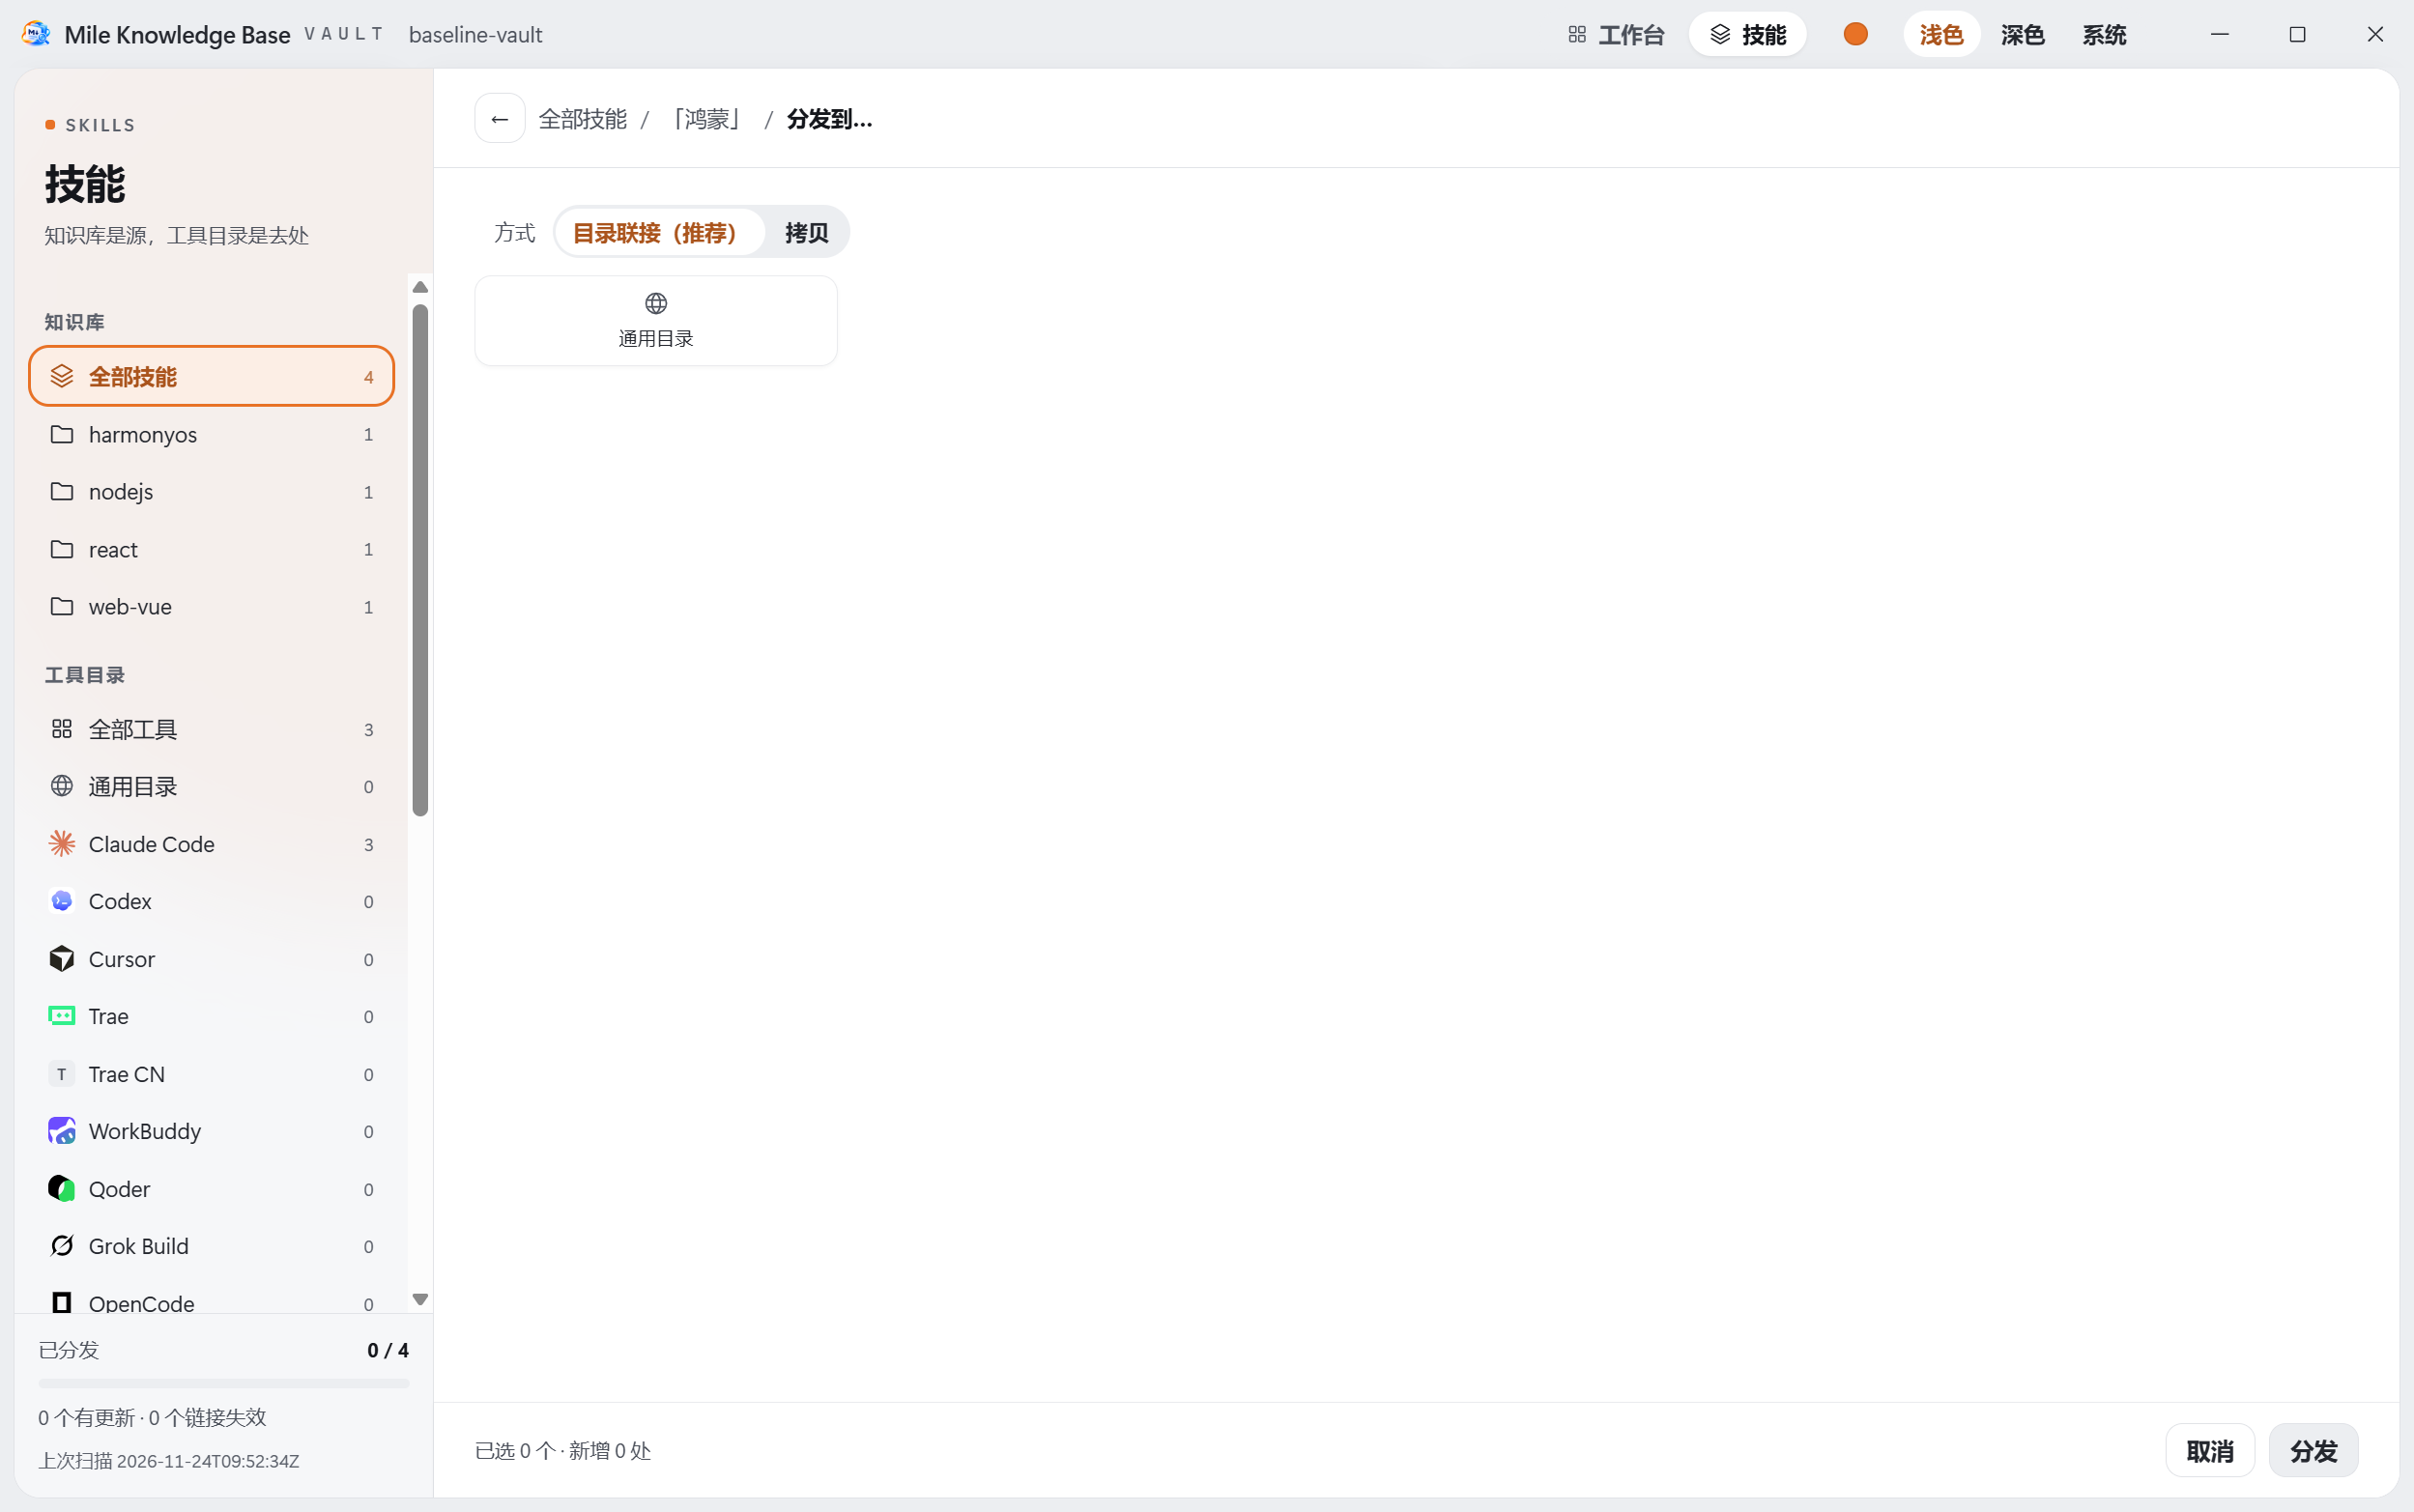 Mile Knowledge Base VAULT baseline-vault 工作台 技能 浅色 深色 系统
SKILLS
技能
知识库是源，工具目录是去处
知识库
全部技能 4
harmonyos 1
nodejs 1
react 1
web-vue 1
工具目录
全部工具 3
通用目录 0
Claude Code 3
Codex 0
Cursor 0
Trae 0
T Trae CN 0
WorkBuddy 0
Qoder 0
Grok Build 0
OpenCode 0
已分发 0 / 4
0 个有更新 · 0 个链接失效
上次扫描 2026-11-24T09:52:34Z
← 全部技能 / 「鸿蒙」 / 分发到...
方式 目录联接（推荐） 拷贝
通用目录
已选 0 个 · 新增 0 处
取消 分发